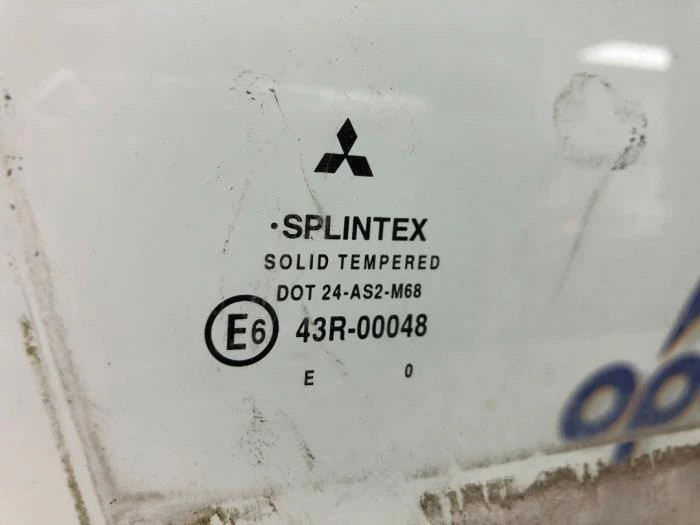 ·SPLINTEX
SOLID TEMPERED
DOT 24-AS2-M68
E6 43R-00048
E 0